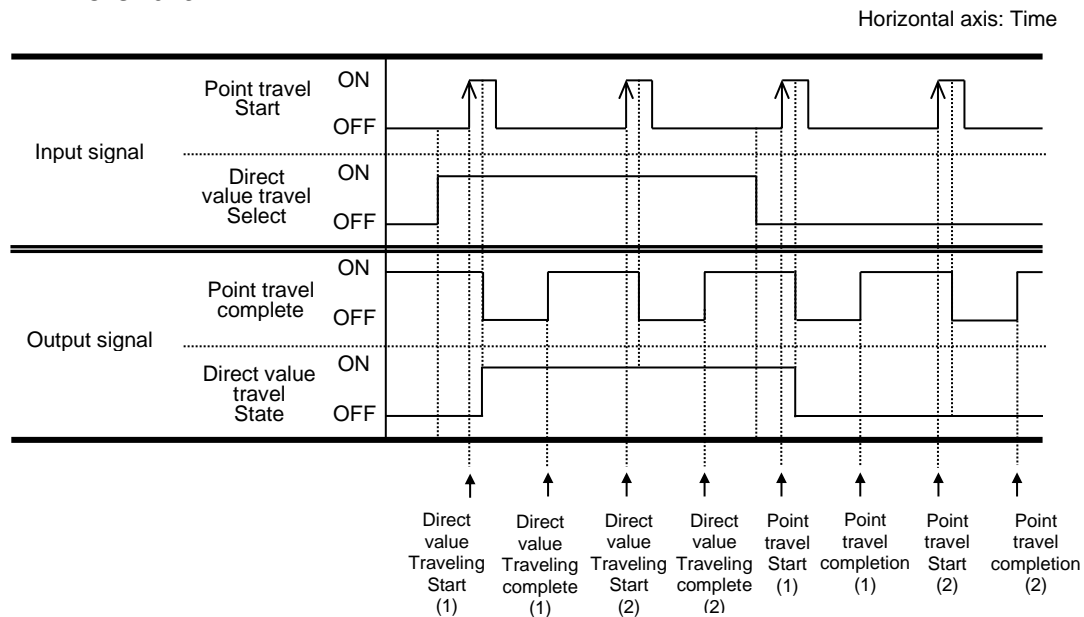 Horizontal axis: Time
Input signal
Point travel
Start
ON
OFF
Direct
value travel
Select
ON
OFF
Output signal
Point travel
complete
ON
OFF
Direct value
travel
State
ON
OFF
Direct
value
Traveling
Start
(1)
Direct
value
Traveling
complete
(1)
Direct
value
Traveling
Start
(2)
Direct
value
Traveling
complete
(2)
Point
travel
Start
(1)
Point
travel
completion
(1)
Point
travel
Start
(2)
Point
travel
completion
(2)